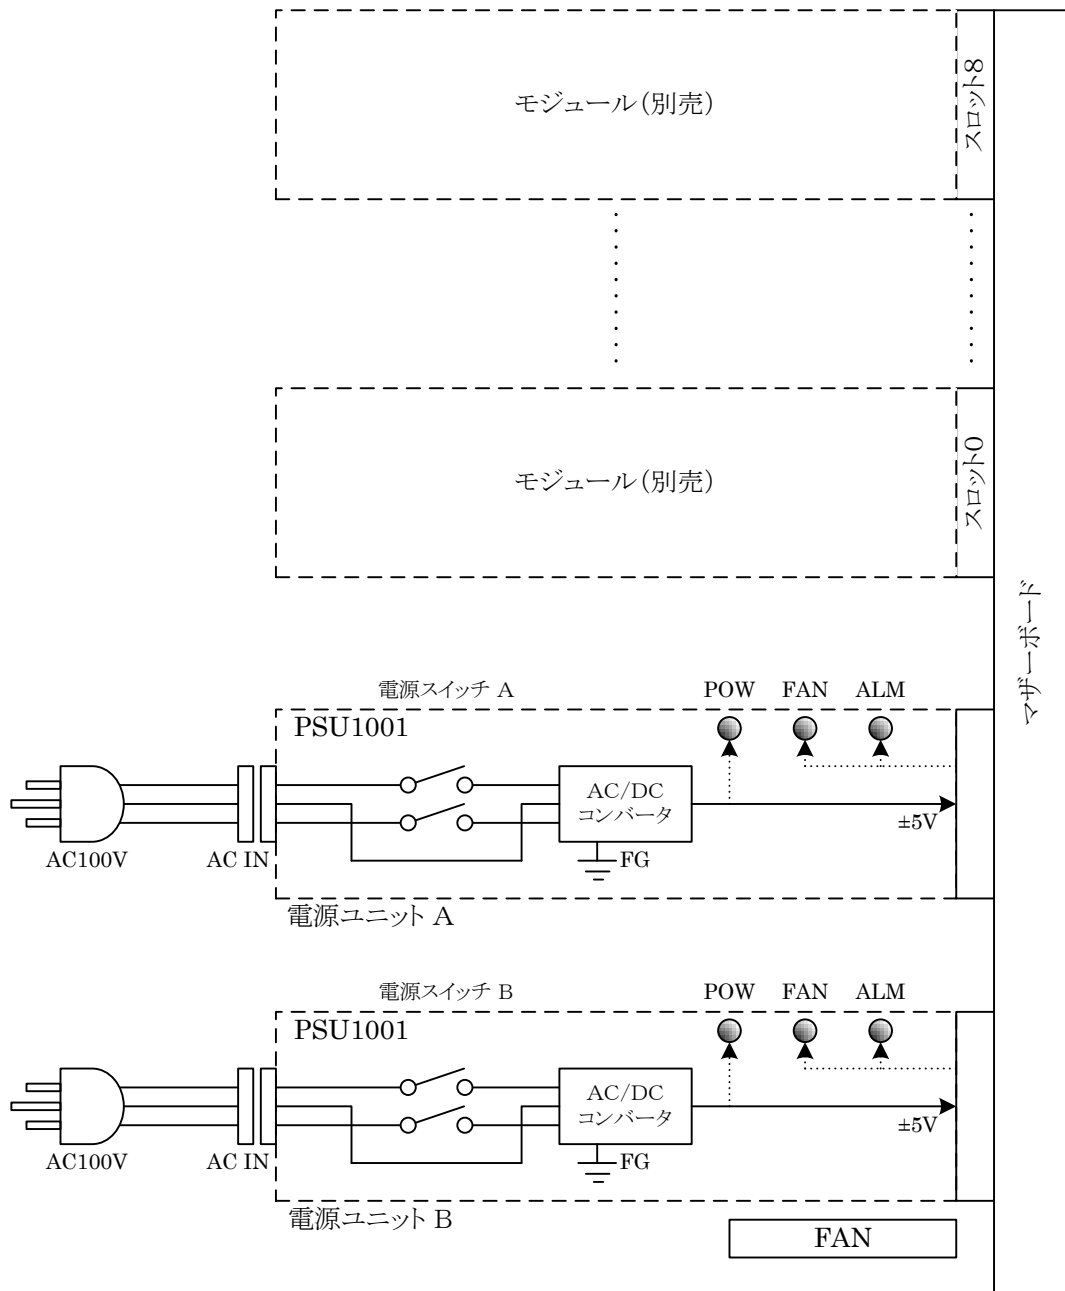 モジュール(別売)
スロット8
モジュール(別売)
スロット0
マザーボード
電源スイッチ A
POW
FAN
ALM
PSU1001
AC/DC
コンバータ
±5V
AC100V
AC IN
FG
電源ユニット A
電源スイッチ B
POW
FAN
ALM
PSU1001
AC/DC
コンバータ
±5V
AC100V
AC IN
FG
電源ユニット B
FAN